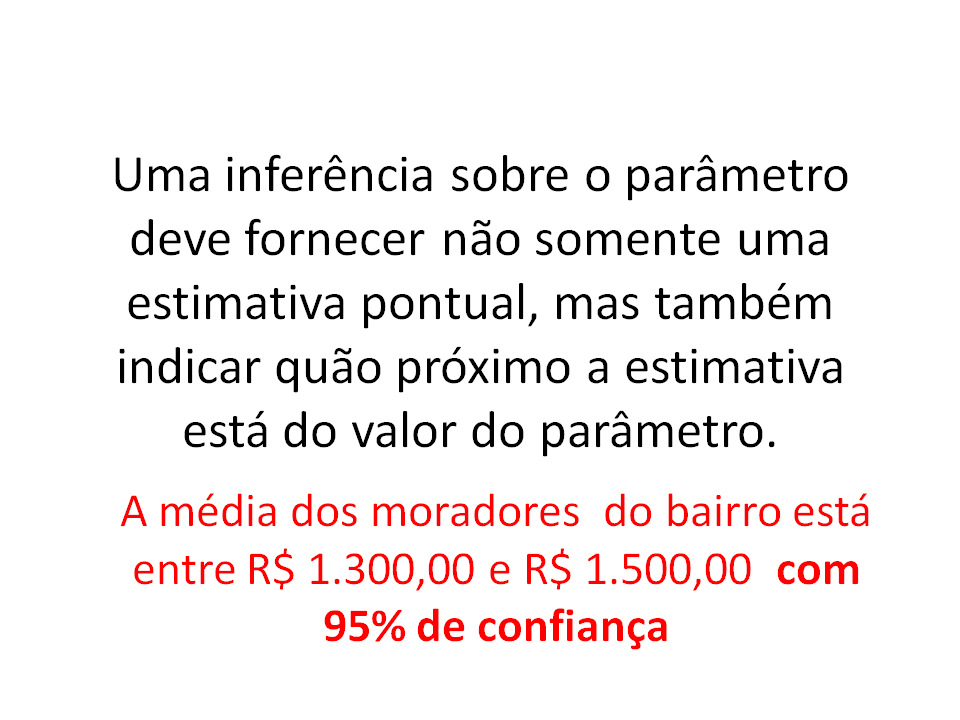 Uma inferência sobre o parâmetro
deve fornecer não somente uma
estimativa pontual, mas também
indicar quão próximo a estimativa
está do valor do parâmetro.
A média dos moradores  do bairro está
entre R$ 1.300,00 e R$ 1.500,00  com
95% de confiança